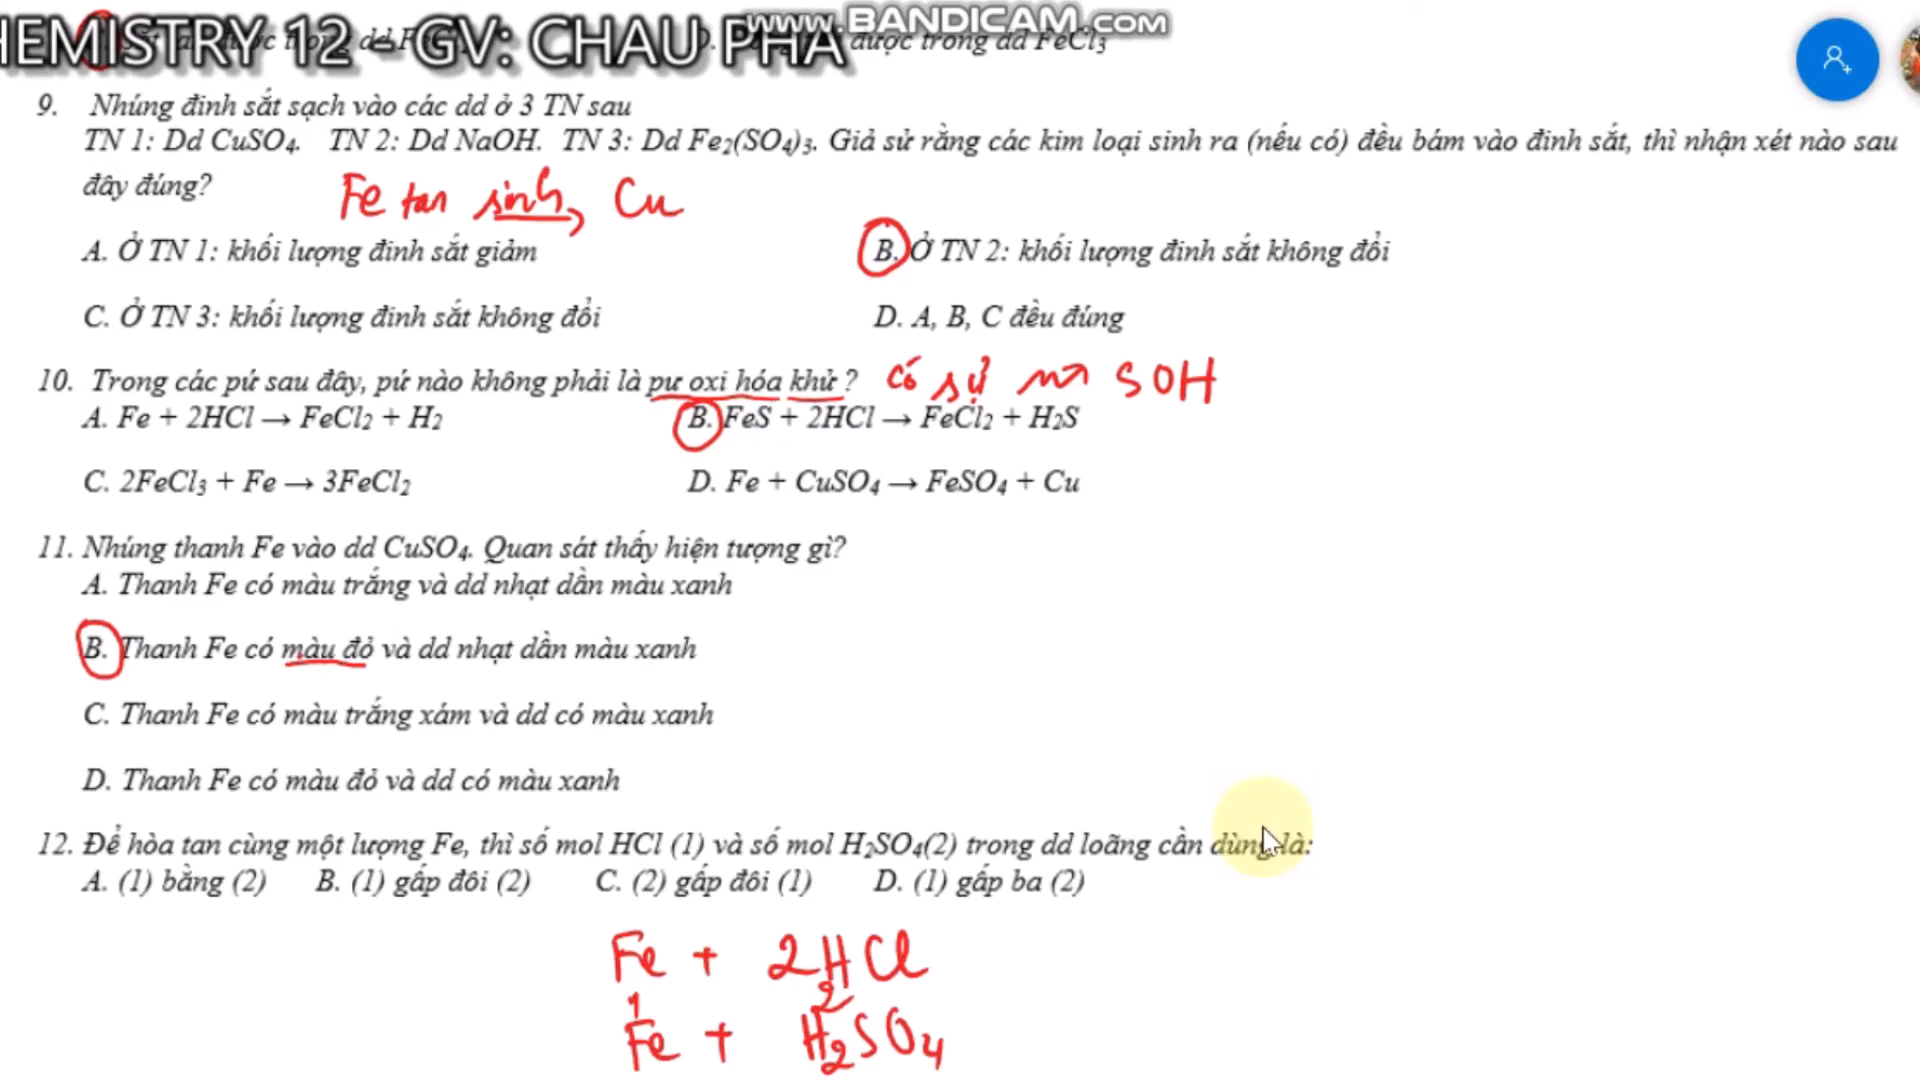 www.BANDICAM.com
HEMISTRY 12 - GV: CHAU PHA
được trong dd FeCl3
9. Nhúng đinh sắt sạch vào các dd ở 3 TN sau
TN 1: Dd CuSO4. TN 2: Dd NaOH. TN 3: Dd Fe2(SO4)3. Giả sử rằng các kim loại sinh ra (nếu có) đều bám vào đinh sắt, thì nhận xét nào sau
đây đúng?
Fe tan sinh Cu
A. Ở TN 1: khối lượng đinh sắt giảm B. Ở TN 2: khối lượng đinh sắt không đổi
C. Ở TN 3: khối lượng đinh sắt không đổi D. A, B, C đều đúng
10. Trong các pứ sau đây, pứ nào không phải là pư oxi hóa khử ? có sự SOH
A. Fe + 2HCl → FeCl2 + H2 B. FeS + 2HCl → FeCl2 + H2S
C. 2FeCl3 + Fe → 3FeCl2 D. Fe + CuSO4 → FeSO4 + Cu
11. Nhúng thanh Fe vào dd CuSO4. Quan sát thấy hiện tượng gì?
A. Thanh Fe có màu trắng và dd nhạt dần màu xanh
B. Thanh Fe có màu đỏ và dd nhạt dần màu xanh
C. Thanh Fe có màu trắng xám và dd có màu xanh
D. Thanh Fe có màu đỏ và dd có màu xanh
12. Để hòa tan cùng một lượng Fe, thì số mol HCl (1) và số mol H2SO4(2) trong dd loãng cần dùng là:
A. (1) bằng (2) B. (1) gấp đôi (2) C. (2) gấp đôi (1) D. (1) gấp ba (2)
Fe + 2HCl
1 2
Fe + H2SO4